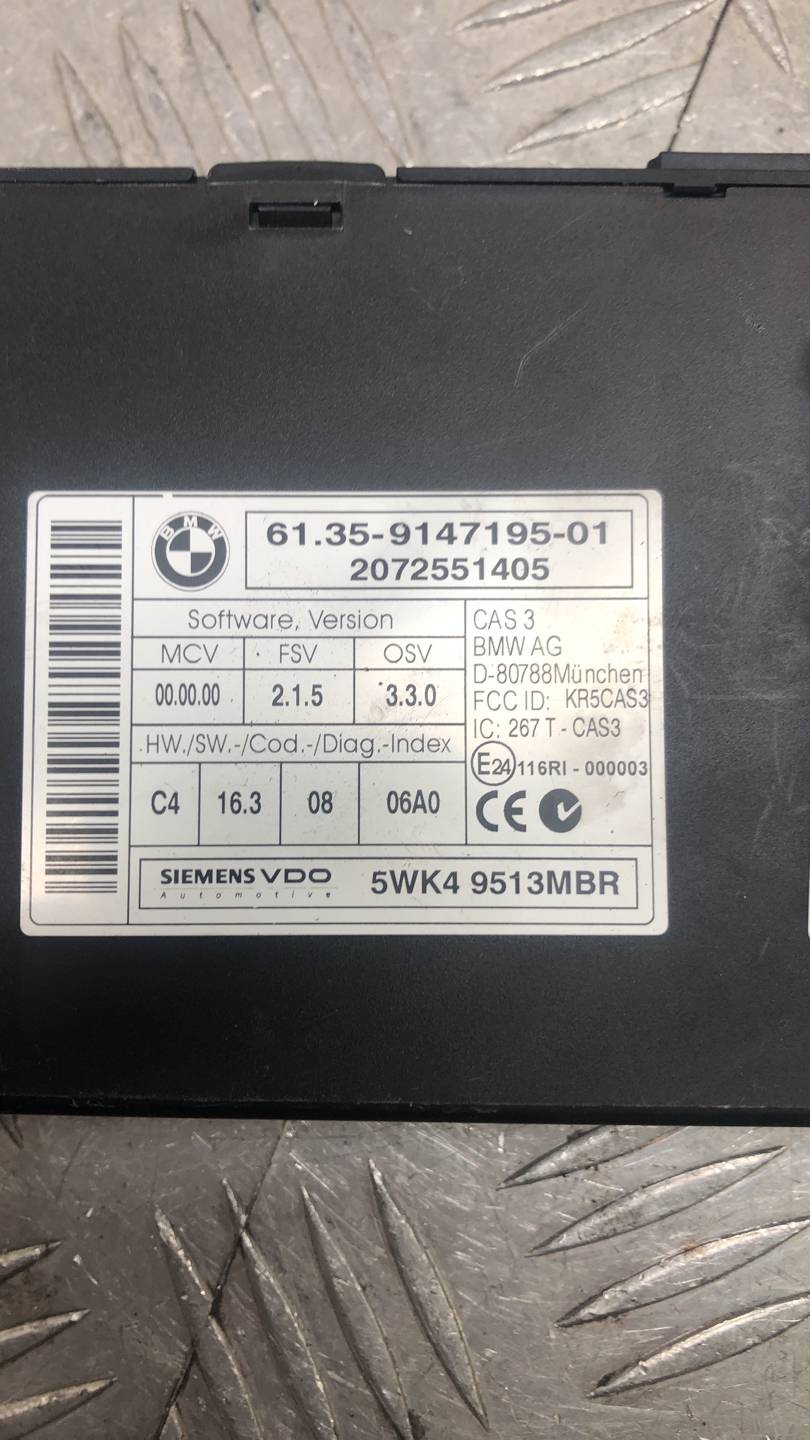 BMW
61.35-9147195-01
2072551405
Software, Version
MCV FSV OSV
00.00.00 2.1.5 3.3.0
HW./SW.-/Cod.-/Diag.-Index
C4 16.3 08 06A0
CAS 3
BMW AG
D-80788München
FCC ID: KR5CAS3
IC: 267 T - CAS3
E24 116RI - 000003
CE
SIEMENS VDO
Automotive
5WK4 9513MBR